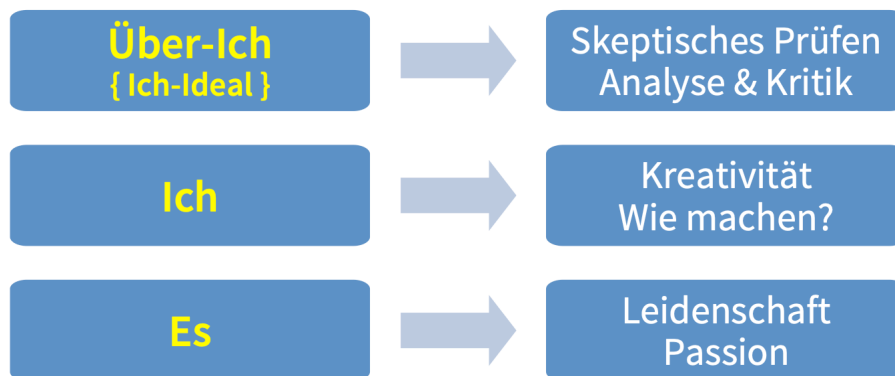 Über-Ich
{ Ich-Ideal }
Skeptisches Prüfen
Analyse & Kritik
Ich
Kreativität
Wie machen?
Es
Leidenschaft
Passion